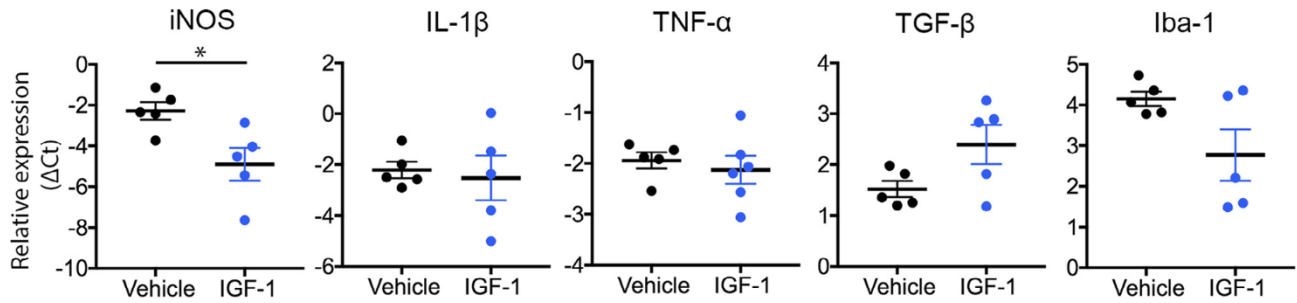 iNOS
IL-1β
TNF-α
TGF-β
Iba-1
*
Relative expression
(ΔCt)
0
-2
-4
-6
-8
-10
Vehicle IGF-1
2
0
-2
-4
-6
Vehicle IGF-1
0
-1
-2
-3
-4
Vehicle IGF-1
4
3
2
1
0
Vehicle IGF-1
5
4
3
2
1
0
Vehicle IGF-1